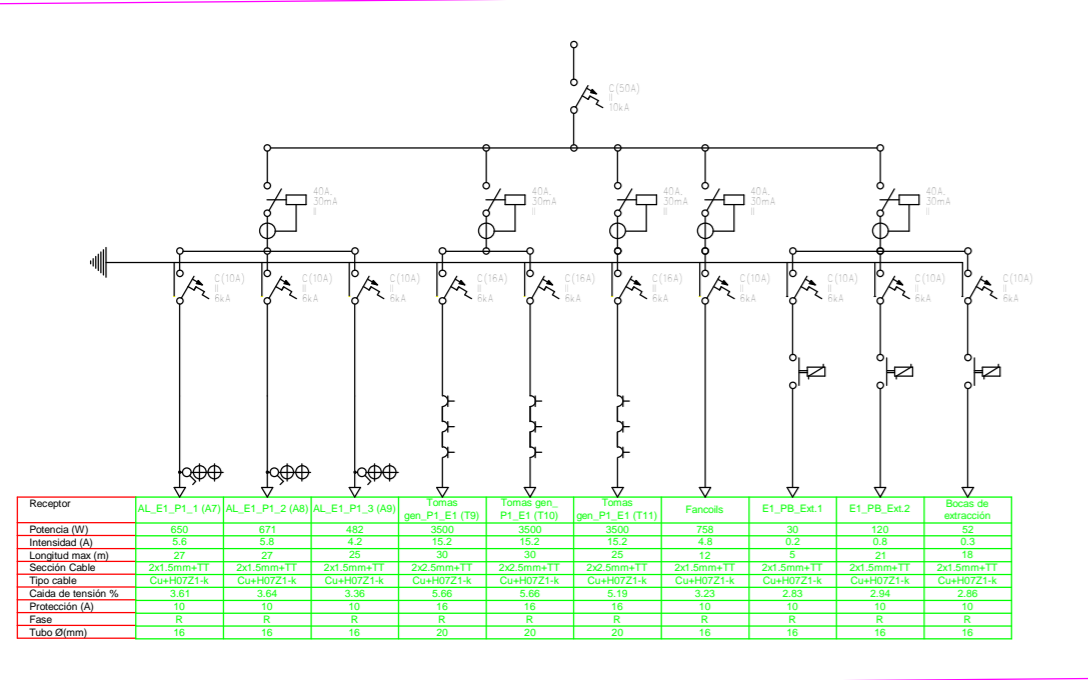 C(50A)
II
10kA
40A,
30mA
II
40A,
30mA
II
40A,
30mA
II
40A,
30mA
II
40A,
30mA
II
C(10A)
II
6kA
C(10A)
II
6kA
C(10A)
II
6kA
C(16A)
II
6kA
C(16A)
II
6kA
C(16A)
II
6kA
C(10A)
II
6kA
C(10A)
II
6kA
C(10A)
II
6kA
C(10A)
II
6kA
Receptor AL_E1_P1_1 (A7) AL_E1_P1_2 (A8) AL_E1_P1_3 (A9) Tomas gen_P1_E1 (T9) Tomas gen_ P1_E1 (T10) Tomas gen_P1_E1 (T11) Fancoils E1_PB_Ext.1 E1_PB_Ext.2 Bocas de extracción
Potencia (W) 650 671 482 3500 3500 3500 758 30 120 52
Intensidad (A) 5.6 5.8 4.2 15.2 15.2 15.2 4.8 0.2 0.8 0.3
Longitud max (m) 27 27 25 30 30 25 12 5 21 18
Sección Cable 2x1.5mm+TT 2x1.5mm+TT 2x1.5mm+TT 2x2.5mm+TT 2x2.5mm+TT 2x2.5mm+TT 2x1.5mm+TT 2x1.5mm+TT 2x1.5mm+TT 2x1.5mm+TT
Tipo cable Cu+H07Z1-k Cu+H07Z1-k Cu+H07Z1-k Cu+H07Z1-k Cu+H07Z1-k Cu+H07Z1-k Cu+H07Z1-k Cu+H07Z1-k Cu+H07Z1-k Cu+H07Z1-k
Caida de tensión % 3.61 3.64 3.36 5.66 5.66 5.19 3.23 2.83 2.94 2.86
Protección (A) 10 10 10 16 16 16 10 10 10 10
Fase R R R R R R R R R R
Tubo Ø(mm) 16 16 16 20 20 20 16 16 16 16